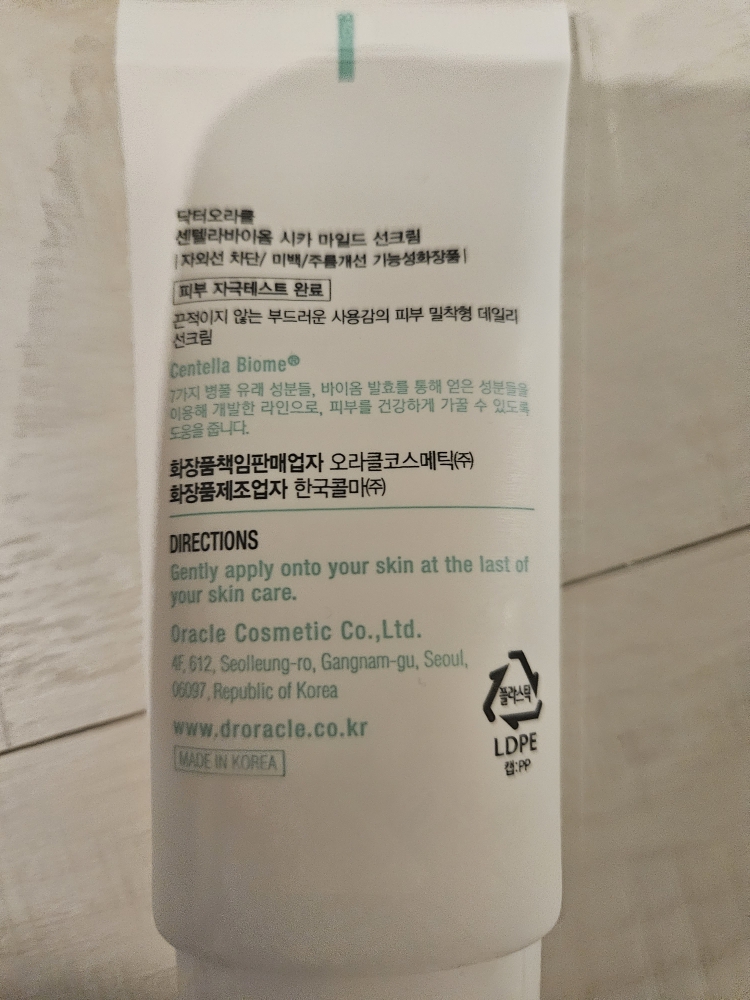 닥터오라클
센텔라바이옴 시카 마일드 선크림
|자외선 차단/ 미백/주름개선 기능성화장품|
피부 자극테스트 완료
끈적이지 않는 부드러운 사용감의 피부 밀착형 데일리
선크림
Centella Biome®
7가지 병풀 유래 성분들, 바이옴 발효를 통해 얻은 성분들을
이용해 개발한 라인으로, 피부를 건강하게 가꿀 수 있도록
도움을 줍니다.
화장품책임판매업자 오라클코스메틱㈜
화장품제조업자 한국콜마㈜
DIRECTIONS
Gently apply onto your skin at the last of
your skin care.
Oracle Cosmetic Co.,Ltd.
4F, 612, Seolleung-ro, Gangnam-gu, Seoul,
06097, Republic of Korea
www.droracle.co.kr
MADE IN KOREA
플라스틱
LDPE
캡:PP